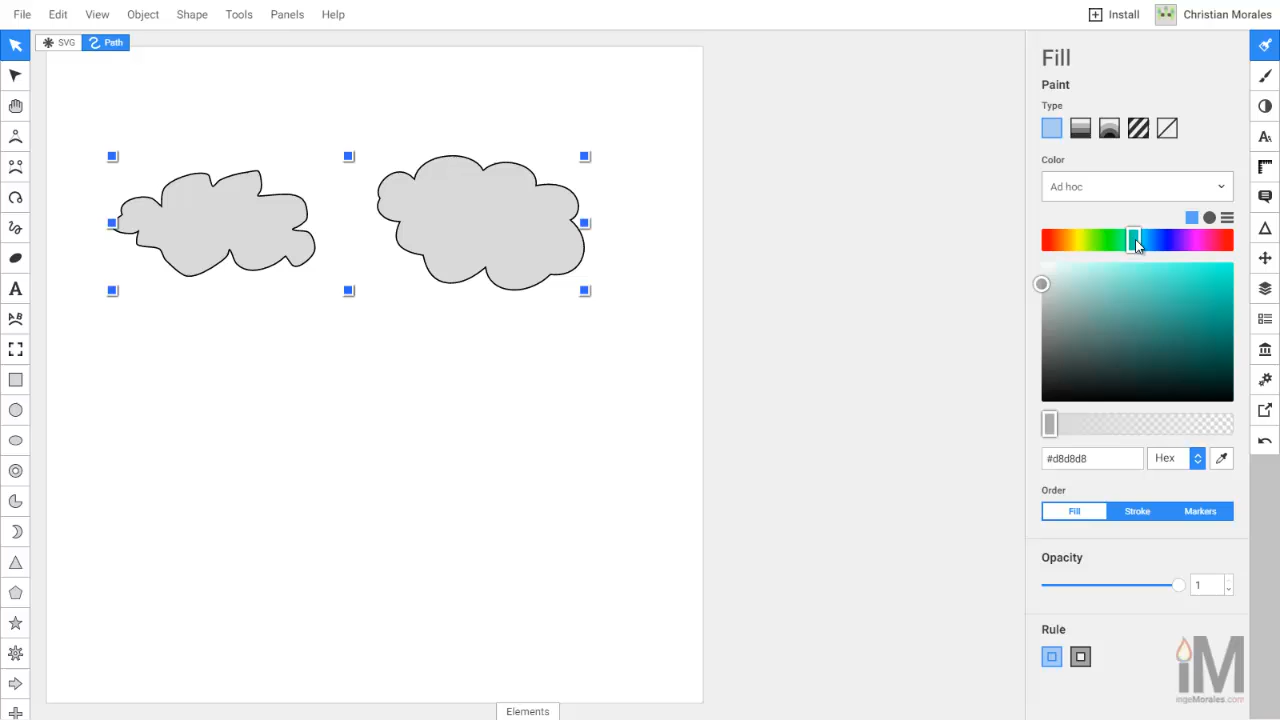 File Edit View Object Shape Tools Panels Help Install Christian Morales
SVG Path
Fill
Paint
Type
Color
Ad hoc
#d8d8d8 Hex
Order
Fill Stroke Markers
Opacity
1
Rule
iM
ingeMorales.com
Elements